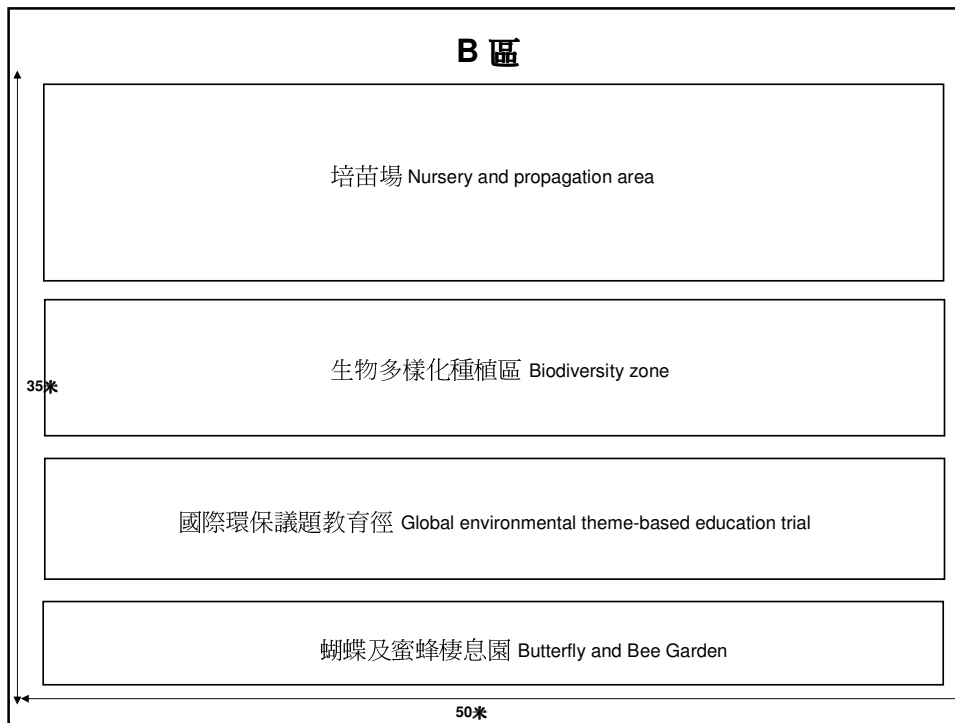 B 區
培苗場 Nursery and propagation area
生物多樣化種植區 Biodiversity zone
35米
國際環保議題教育徑 Global environmental theme-based education trial
蝴蝶及蜜蜂棲息園 Butterfly and Bee Garden
50米